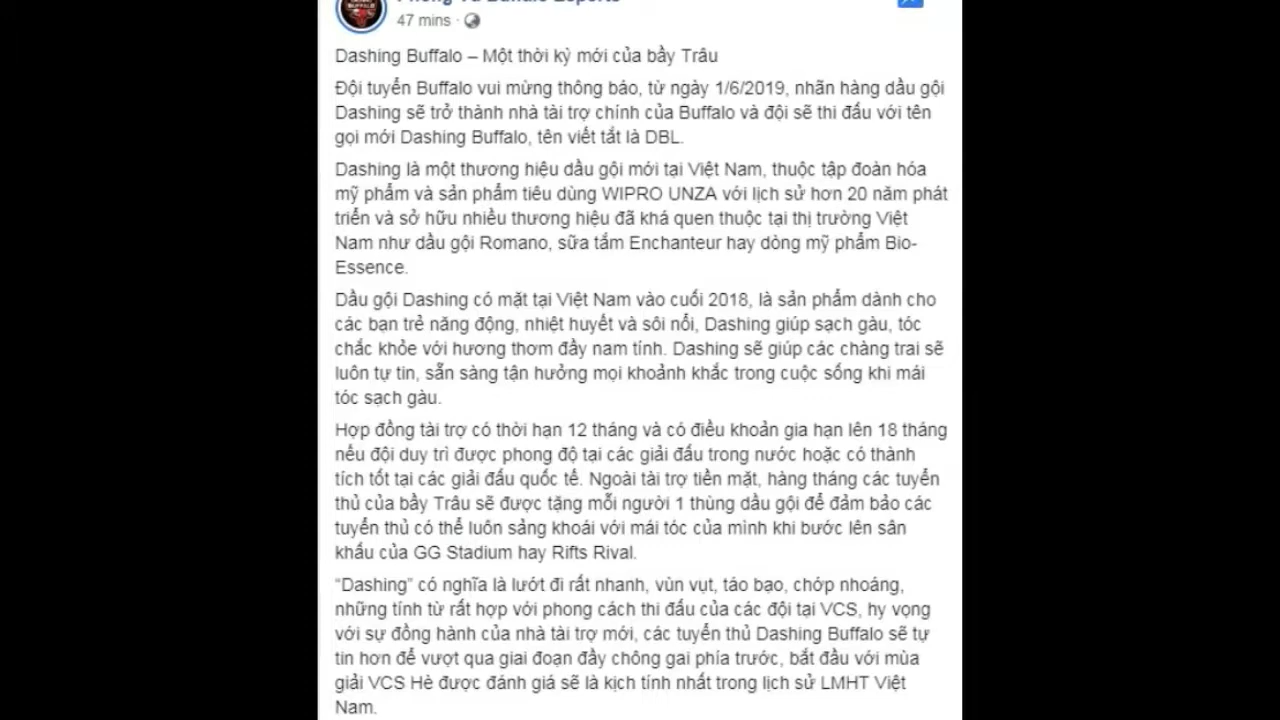 47 mins ·
Dashing Buffalo – Một thời kỳ mới của bầy Trâu
Đội tuyển Buffalo vui mừng thông báo, từ ngày 1/6/2019, nhãn hàng dầu gội
Dashing sẽ trở thành nhà tài trợ chính của Buffalo và đội sẽ thi đấu với tên
gọi mới Dashing Buffalo, tên viết tắt là DBL.
Dashing là một thương hiệu dầu gội mới tại Việt Nam, thuộc tập đoàn hóa
mỹ phẩm và sản phẩm tiêu dùng WIPRO UNZA với lịch sử hơn 20 năm phát
triển và sở hữu nhiều thương hiệu đã khá quen thuộc tại thị trường Việt
Nam như dầu gội Romano, sữa tắm Enchanteur hay dòng mỹ phẩm Bio-
Essence.
Dầu gội Dashing có mặt tại Việt Nam vào cuối 2018, là sản phẩm dành cho
các bạn trẻ năng động, nhiệt huyết và sôi nổi, Dashing giúp sạch gàu, tóc
chắc khỏe với hương thơm đầy nam tính. Dashing sẽ giúp các chàng trai sẽ
luôn tự tin, sẵn sàng tận hưởng mọi khoảnh khắc trong cuộc sống khi mái
tóc sạch gàu.
Hợp đồng tài trợ có thời hạn 12 tháng và có điều khoản gia hạn lên 18 tháng
nếu đội duy trì được phong độ tại các giải đấu trong nước hoặc có thành
tích tốt tại các giải đấu quốc tế. Ngoài tài trợ tiền mặt, hàng tháng các tuyển
thủ của bầy Trâu sẽ được tặng mỗi người 1 thùng dầu gội để đảm bảo các
tuyển thủ có thể luôn sảng khoái với mái tóc của mình khi bước lên sân
khấu của GG Stadium hay Rifts Rival.
“Dashing” có nghĩa là lướt đi rất nhanh, vùn vụt, táo bạo, chớp nhoáng,
những tính từ rất hợp với phong cách thi đấu của các đội tại VCS, hy vọng
với sự đồng hành của nhà tài trợ mới, các tuyển thủ Dashing Buffalo sẽ tự
tin hơn để vượt qua giai đoạn đầy chông gai phía trước, bắt đầu với mùa
giải VCS Hè được đánh giá sẽ là kịch tính nhất trong lịch sử LMHT Việt
Nam.